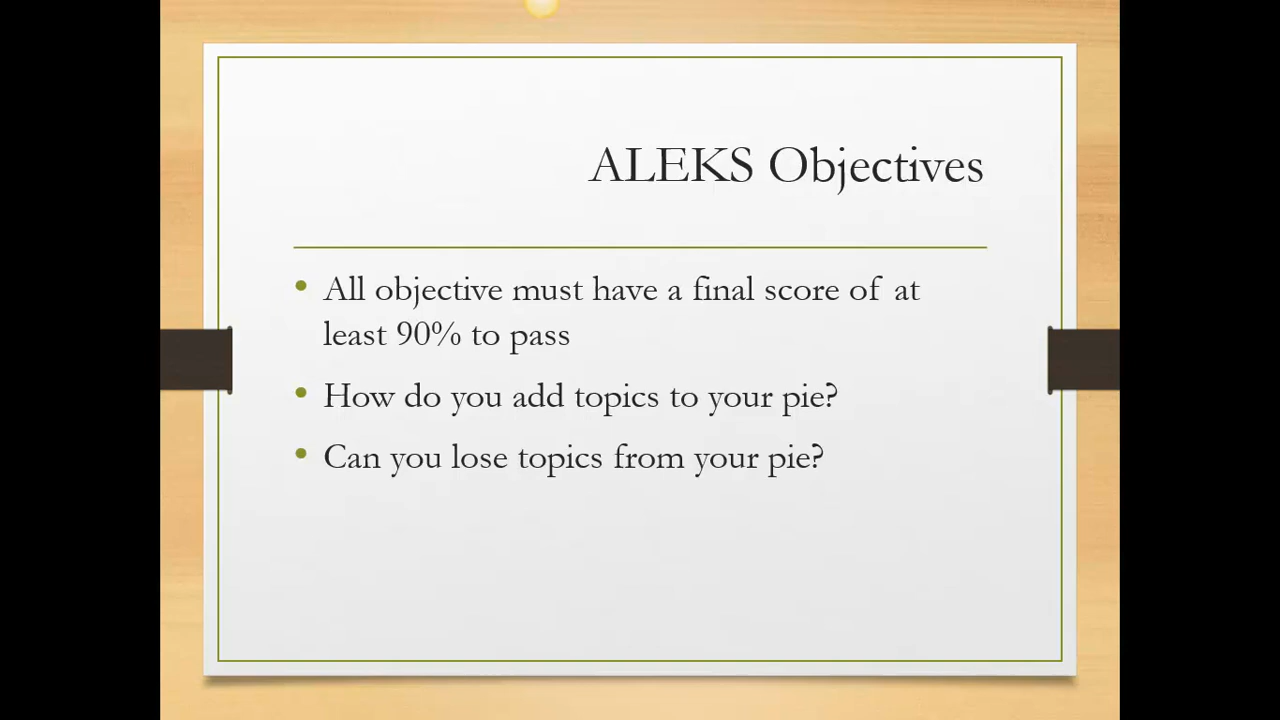 ALEKS Objectives
• All objective must have a final score of at
least 90% to pass
• How do you add topics to your pie?
• Can you lose topics from your pie?